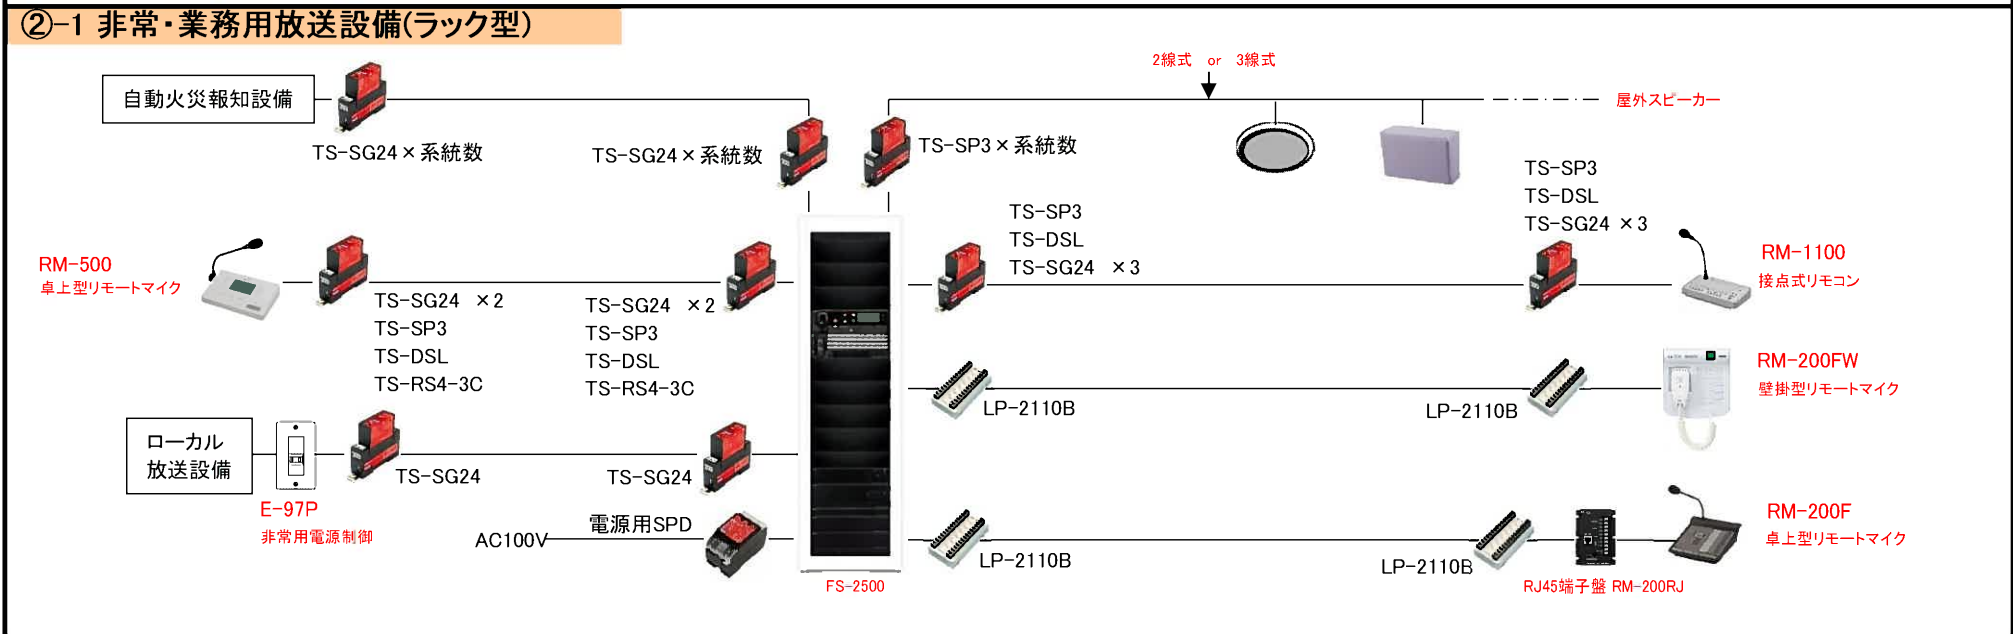 ②-1 非常・業務用放送設備(ラック型)
2線式 or 3線式
自動火災報知設備
屋外スピーカー
TS-SG24×系統数
TS-SG24×系統数
TS-SP3×系統数
TS-SP3
TS-DSL
TS-SG24 ×3
TS-SP3
TS-DSL
TS-SG24 ×3
RM-500
卓上型リモートマイク
RM-1100
接点式リモコン
TS-SG24 ×2
TS-SP3
TS-DSL
TS-RS4-3C
TS-SG24 ×2
TS-SP3
TS-DSL
TS-RS4-3C
RM-200FW
壁掛型リモートマイク
LP-2110B
LP-2110B
ローカル
放送設備
TS-SG24
TS-SG24
E-97P
非常用電源制御
電源用SPD
AC100V
LP-2110B
LP-2110B
RM-200F
卓上型リモートマイク
FS-2500
RJ45端子盤 RM-200RJ